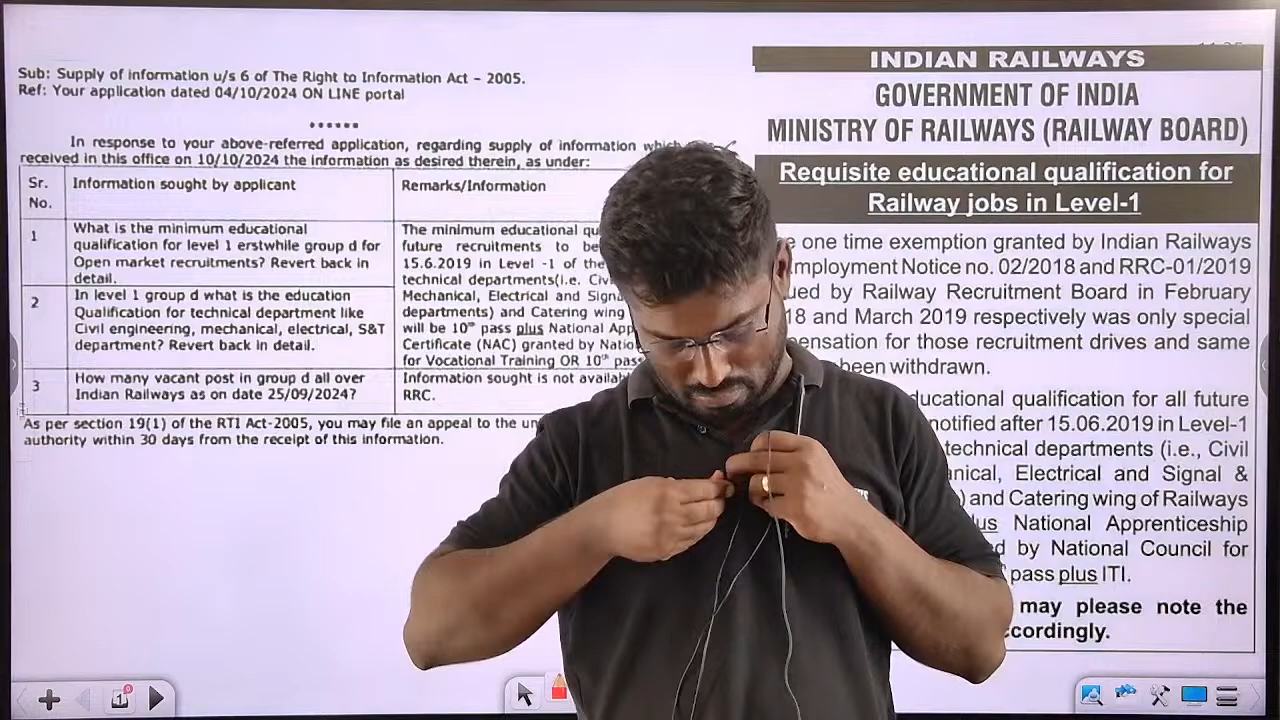 Sub: Supply of information u/s 6 of The Right to Information Act – 2005.
Ref: Your application dated 04/10/2024 ON LINE portal
......
In response to your above-referred application, regarding supply of information which
received in this office on 10/10/2024 the information as desired therein, as under:
Sr. No.
Information sought by applicant
Remarks/Information
1
What is the minimum educational
qualification for level 1 erstwhile group d for
Open market recruitments? Revert back in
detail.
2
In level 1 group d what is the education
Qualification for technical department like
Civil engineering, mechanical, electrical, S&T
department? Revert back in detail.
The minimum educational qu
future recruitments to be
15.6.2019 in Level -1 of the
technical departments(i.e. Civ
Mechanical, Electrical and Signa
departments) and Catering wing
will be 10th pass plus National App
Certificate (NAC) granted by Natio
for Vocational Training OR 10th pass
3
How many vacant post in group d all over
Indian Railways as on date 25/09/2024?
Information sought is not availab
RRC.
As per section 19(1) of the RTI Act-2005, you may file an appeal to the un
authority within 30 days from the receipt of this information.
INDIAN RAILWAYS
GOVERNMENT OF INDIA
MINISTRY OF RAILWAYS (RAILWAY BOARD)
Requisite educational qualification for
Railway jobs in Level-1
e one time exemption granted by Indian Railways
mployment Notice no. 02/2018 and RRC-01/2019
ued by Railway Recruitment Board in February
18 and March 2019 respectively was only special
pensation for those recruitment drives and same
been withdrawn.
ducational qualification for all future
notified after 15.06.2019 in Level-1
technical departments (i.e., Civil
anical, Electrical and Signal &
) and Catering wing of Railways
us National Apprenticeship
d by National Council for
pass plus ITI.
may please note the
ccordingly.
1